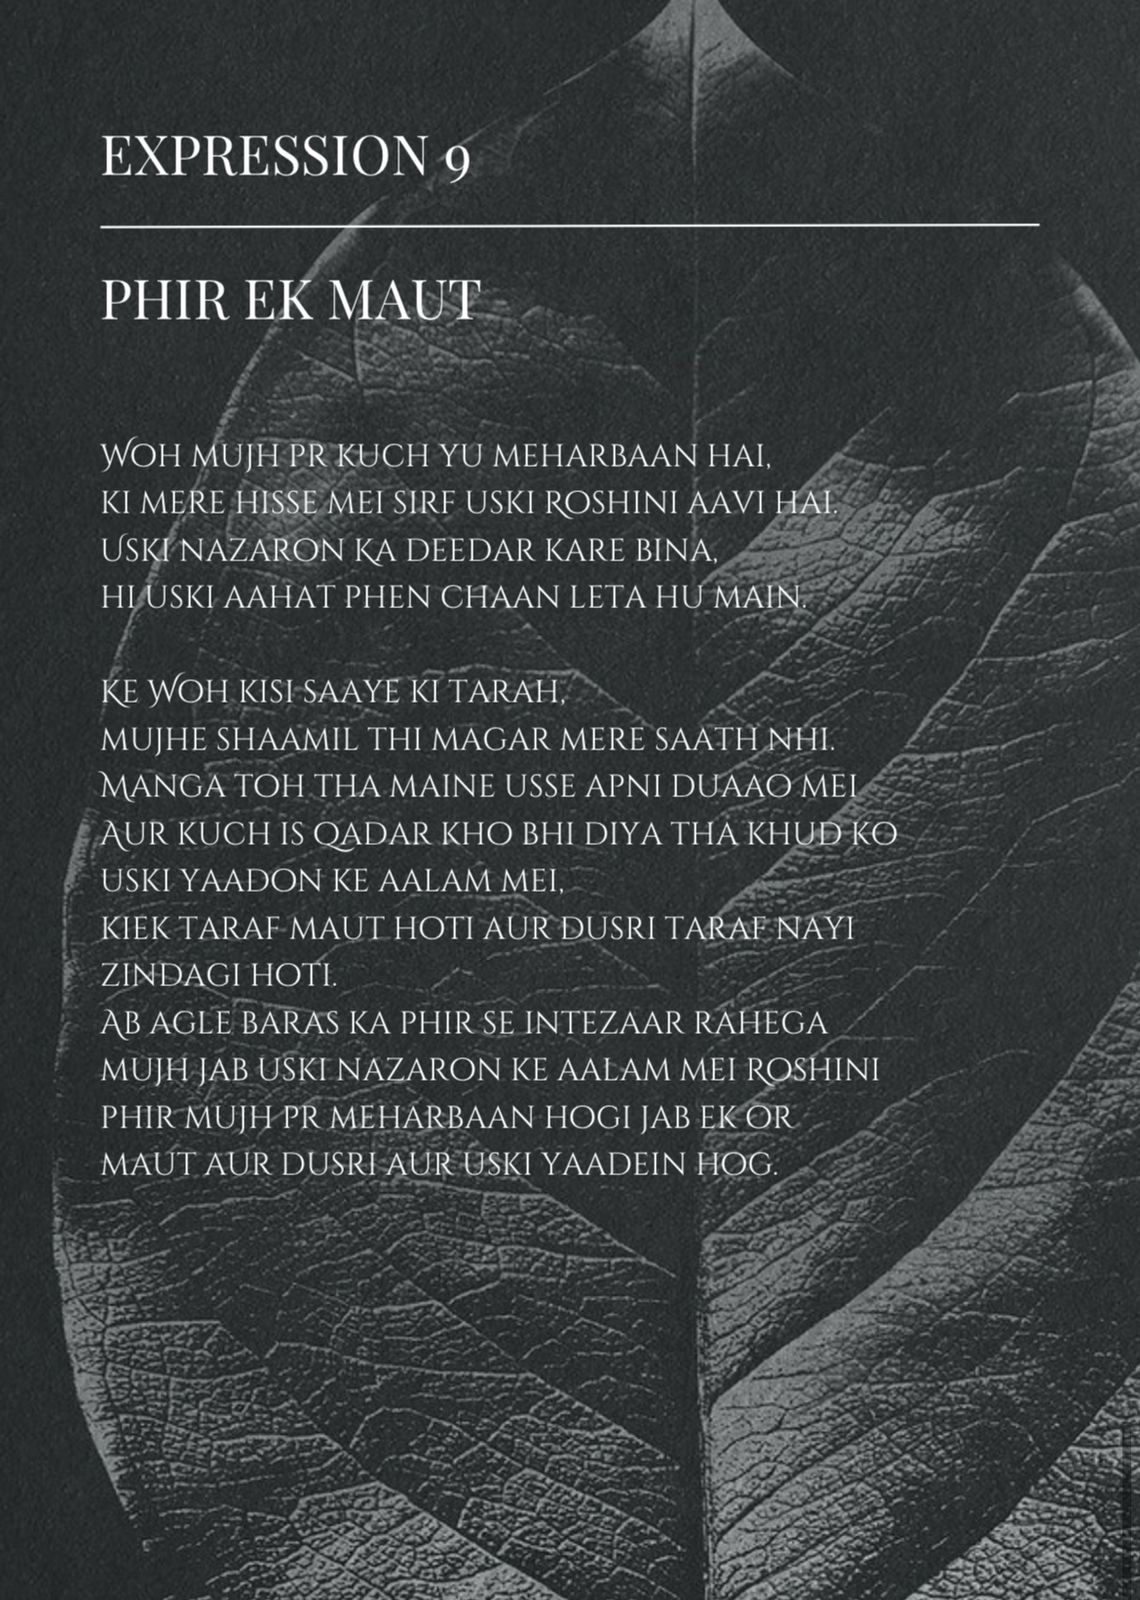 EXPRESSION 9
PHIR EK MAUT
WOH MUJH PR KUCH YU MEHARBAAN HAI,
KI MERE HISSE MEI SIRF USKI ROSHINI AAVI HAI.
USKI NAZARON KA DEEDAR KARE BINA,
HI USKI AAHAT PHEN CHAAN LETA HU MAIN.
KE WOH KISI SAAYE KI TARAH,
MUJHE SHAAMIL THI MAGAR MERE SAATH NHI.
MANGA TOH THA MAINE USSE APNI DUAAO MEI
AUR KUCH IS QADAR KHO BHI DIYA THA KHUD KO
USKI YAADON KE AALAM MEI,
KIEK TARAF MAUT HOTI AUR DUSRI TARAF NAYI
ZINDAGI HOTI.
AB AGLE BARAS KA PHIR SE INTEZAAR RAHEGA
MUJH JAB USKI NAZARON KE AALAM MEI ROSHINI
PHIR MUJH PR MEHARBAAN HOGI JAB EK OR
MAUT AUR DUSRI AUR USKI YAADEIN HOG.